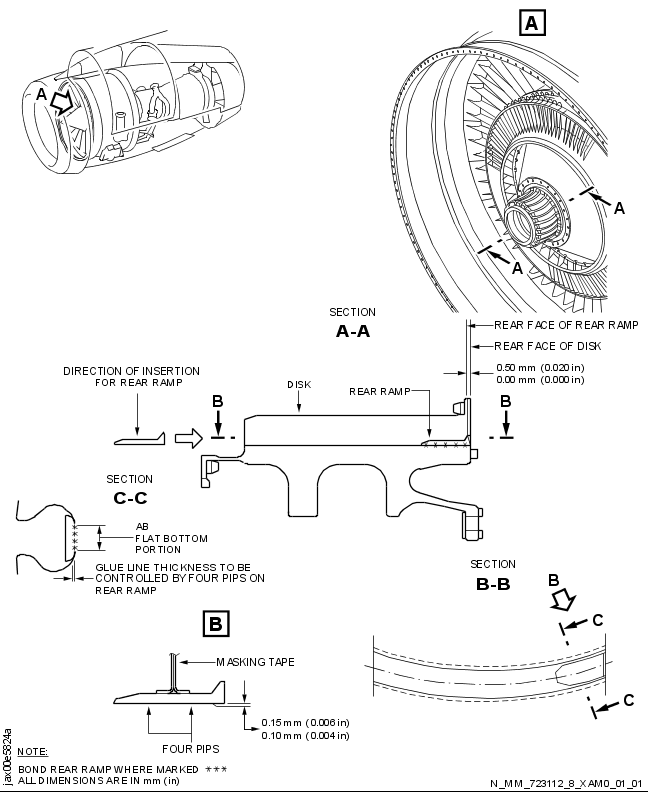 A
A
A
A
SECTION
A-A
REAR FACE OF REAR RAMP
REAR FACE OF DISK
0.50 mm (0.020 in)
0.00 mm (0.000 in)
DIRECTION OF INSERTION
FOR REAR RAMP
DISK
REAR RAMP
B
B
SECTION
C-C
AB
FLAT BOTTOM
PORTION
GLUE LINE THICKNESS TO BE
CONTROLLED BY FOUR PIPS ON
REAR RAMP
SECTION
B-B
B
C
C
B
MASKING TAPE
0.15 mm (0.006 in)
0.10 mm (0.004 in)
FOUR PIPS
NOTE:
BOND REAR RAMP WHERE MARKED ***
ALL DIMENSIONS ARE IN mm (in)
jax00e5824a
N_MM_723112_8_XAM0_01_01